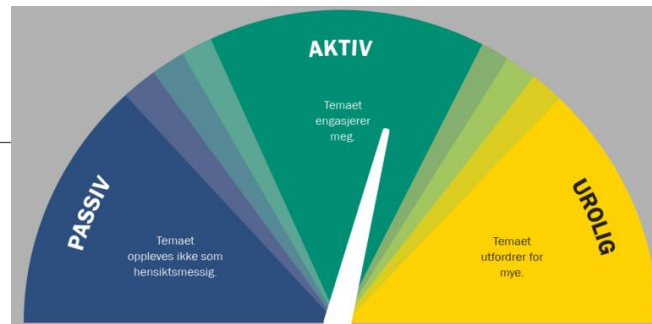 AKTIV
Temaet
engasjerer
meg.
PASSIV
Temaet
oppleves ikke som
hensiktsmessig.
UROLIG
Temaet
utfordrer for
mye.